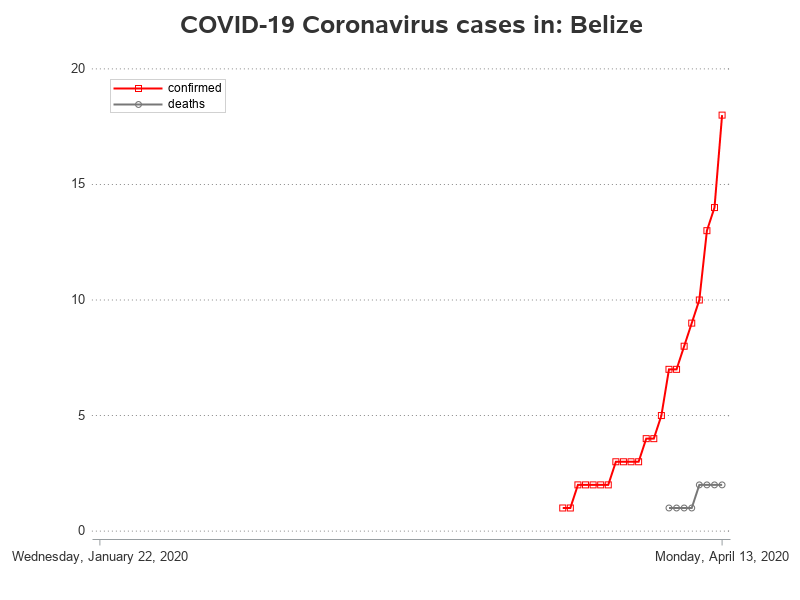 COVID-19 Coronavirus cases in: Belize
20
confirmed
deaths
15
10
5
0
Wednesday, January 22, 2020 Monday, April 13, 2020